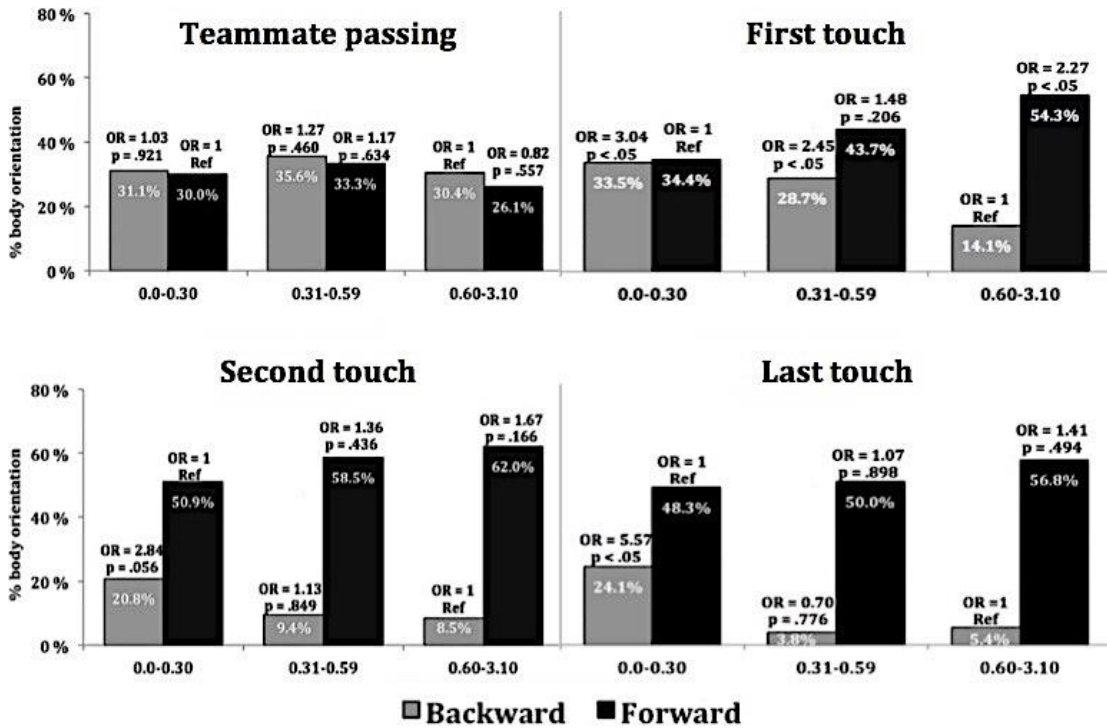 Teammate passing
% body orientation
80 %
60 %
40 %
20 %
0 %
OR = 1.03
p = .921
31.1%
OR = 1
Ref
30.0%
OR = 1.27
p = .460
35.6%
OR = 1.17
p = .634
33.3%
OR = 1
Ref
30.4%
OR = 0.82
p = .557
26.1%
0.0-0.30
0.31-0.59
0.60-3.10
First touch
OR = 3.04
p <.05
33.5%
OR = 1
Ref
34.4%
OR = 2.45
p <.05
28.7%
OR = 1.48
p = .206
43.7%
OR = 1
Ref
14.1%
OR = 2.27
p < .05
54.3%
0.0-0.30
0.31-0.59
0.60-3.10
Second touch
% body orientation
80 %
60 %
40 %
20 %
0 %
OR = 2.84
p = .056
20.8%
OR = 1
Ref
50.9%
OR = 1.13
p = .849
9.4%
OR = 1.36
p = .436
58.5%
OR = 1
Ref
8.5%
OR = 1.67
p = .166
62.0%
0.0-0.30
0.31-0.59
0.60-3.10
Last touch
OR = 5.57
p <.05
24.1%
OR = 1
Ref
48.3%
OR = 0.70
p = .776
3.8%
OR = 1.07
p = .898
50.0%
OR =1
Ref
5.4%
OR = 1.41
p = .494
56.8%
0.0-0.30
0.31-0.59
0.60-3.10
Backward Forward